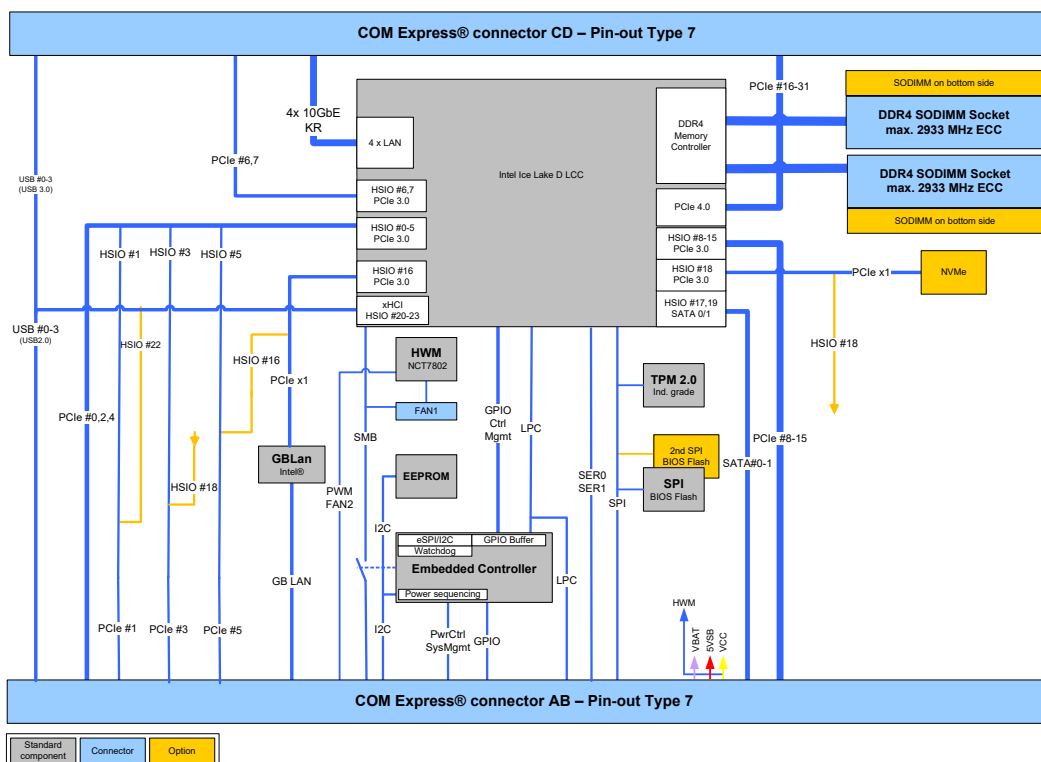 COM Express® connector CD – Pin-out Type 7
4x 10GbE
KR
PCIe #6,7
PCIe #16-31
USB #0-3
(USB 3.0)
4 x LAN
HSIO #6,7
PCIe 3.0
HSIO #0-5
PCIe 3.0
HSIO #16
PCIe 3.0
xHCI
HSIO #20-23
Intel Ice Lake D LCC
DDR4
Memory
Controller
PCIe 4.0
HSIO #8-15
PCIe 3.0
HSIO #18
PCIe 3.0
HSIO #17,19
SATA 0/1
SODIMM on bottom side
DDR4 SODIMM Socket
max. 2933 MHz ECC
DDR4 SODIMM Socket
max. 2933 MHz ECC
SODIMM on bottom side
PCIe x1
NVMe
HSIO #18
HSIO #1
HSIO #3
HSIO #5
USB #0-3
(USB2.0)
HSIO #22
HSIO #16
PCIe x1
PCIe #0,2,4
HSIO #18
GBLan
Intel®
HWM
NCT7802
FAN1
SMB
EEPROM
PWM
FAN2
I2C
GPIO
Ctrl
Mgmt
LPC
SER0
SER1
SPI
TPM 2.0
Ind. grade
2nd SPI
BIOS Flash
SPI
BIOS Flash
SATA#0-1
PCIe #8-15
eSPI/I2C
GPIO Buffer
Watchdog
Embedded Controller
Power sequencing
LPC
GB LAN
I2C
PwrCtrl
SysMgmt
GPIO
PCIe #1
PCIe #3
PCIe #5
HWM
VBAT
5VSB
VCC
COM Express® connector AB – Pin-out Type 7
Standard
component
Connector
Option